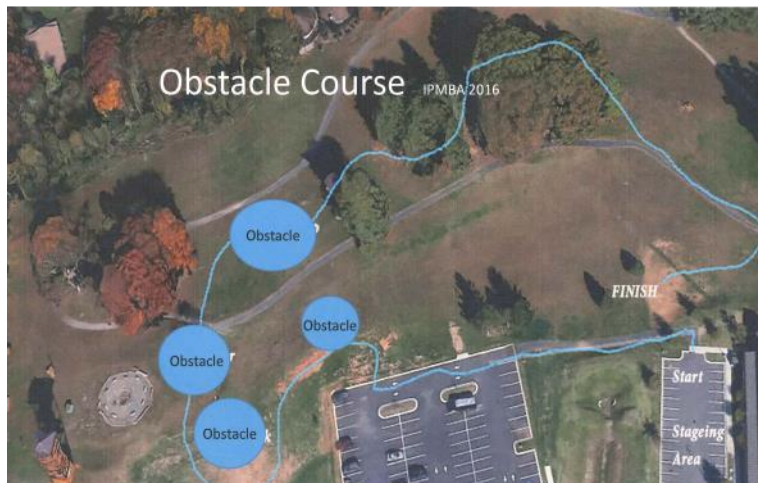 Obstacle Course IPMBA 2016
Obstacle
Obstacle
FINISH
Obstacle
Start
Obstacle
Stageing
Area